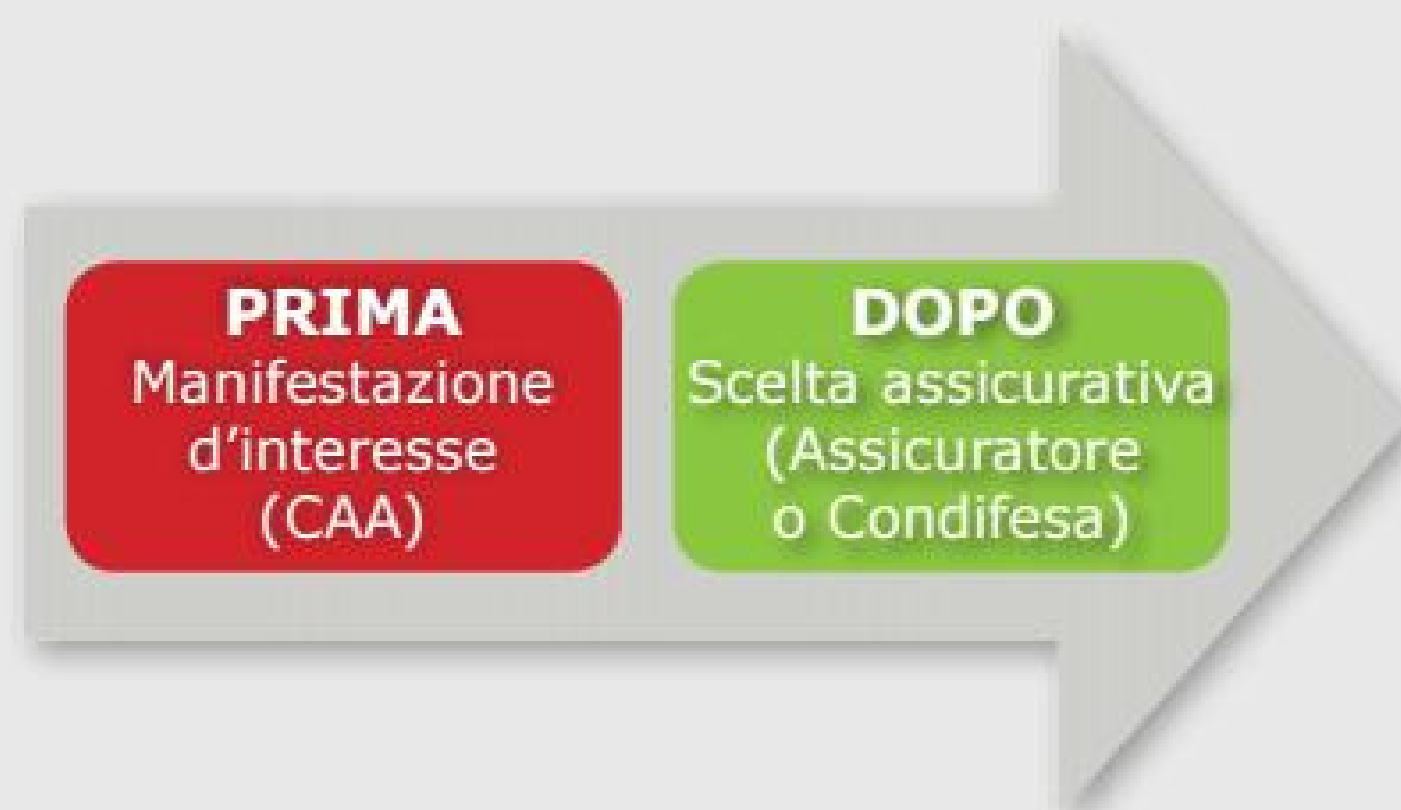 PRIMA
Manifestazione
d'interesse
(CAA)
DOPO
Scelta assicurativa
(Assicuratore
o Condifesa)